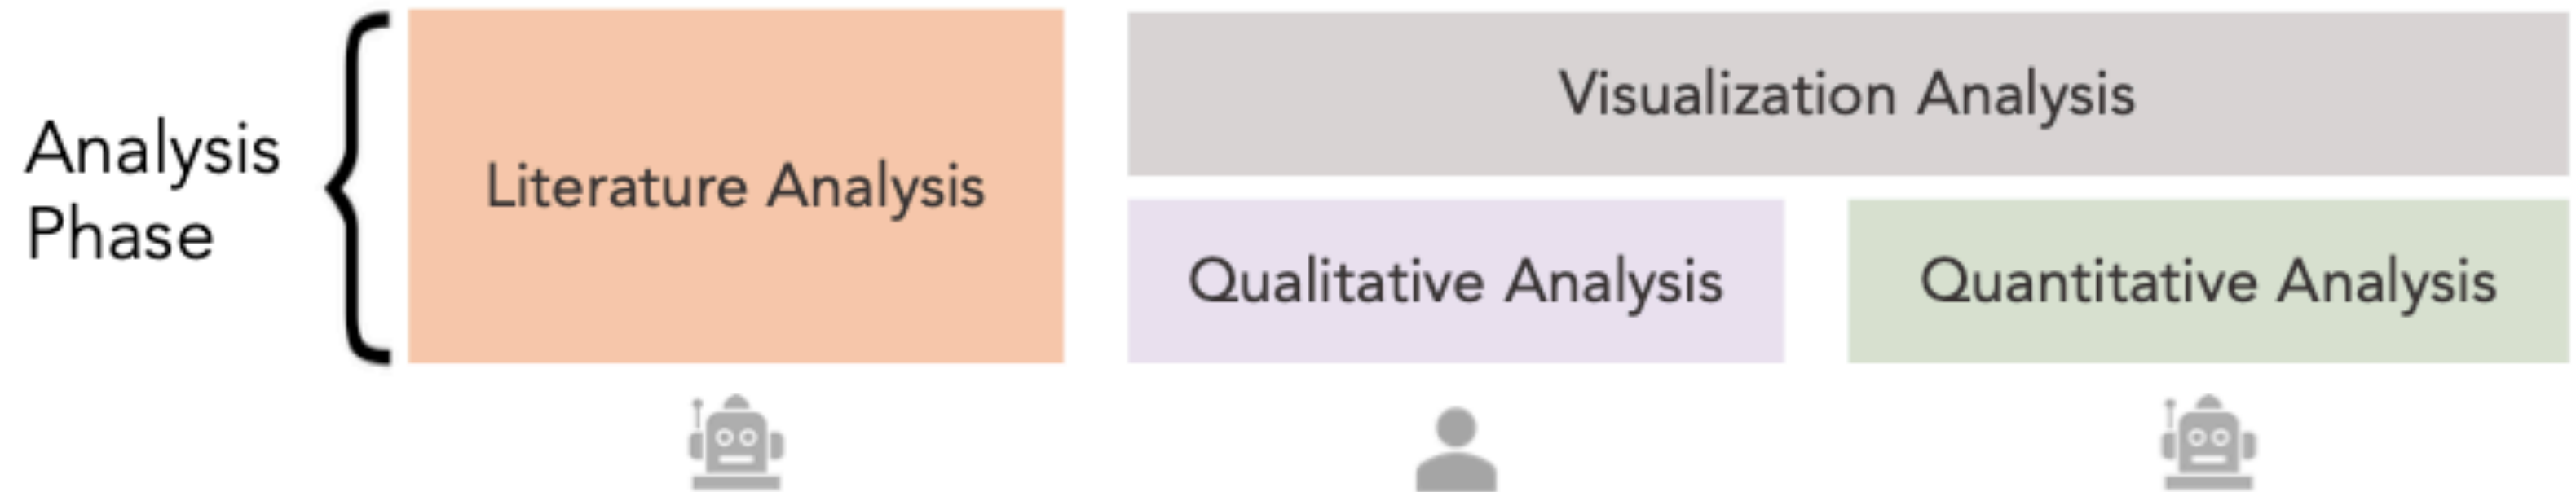 Analysis
Phase
Literature Analysis
Visualization Analysis
Qualitative Analysis
Quantitative Analysis